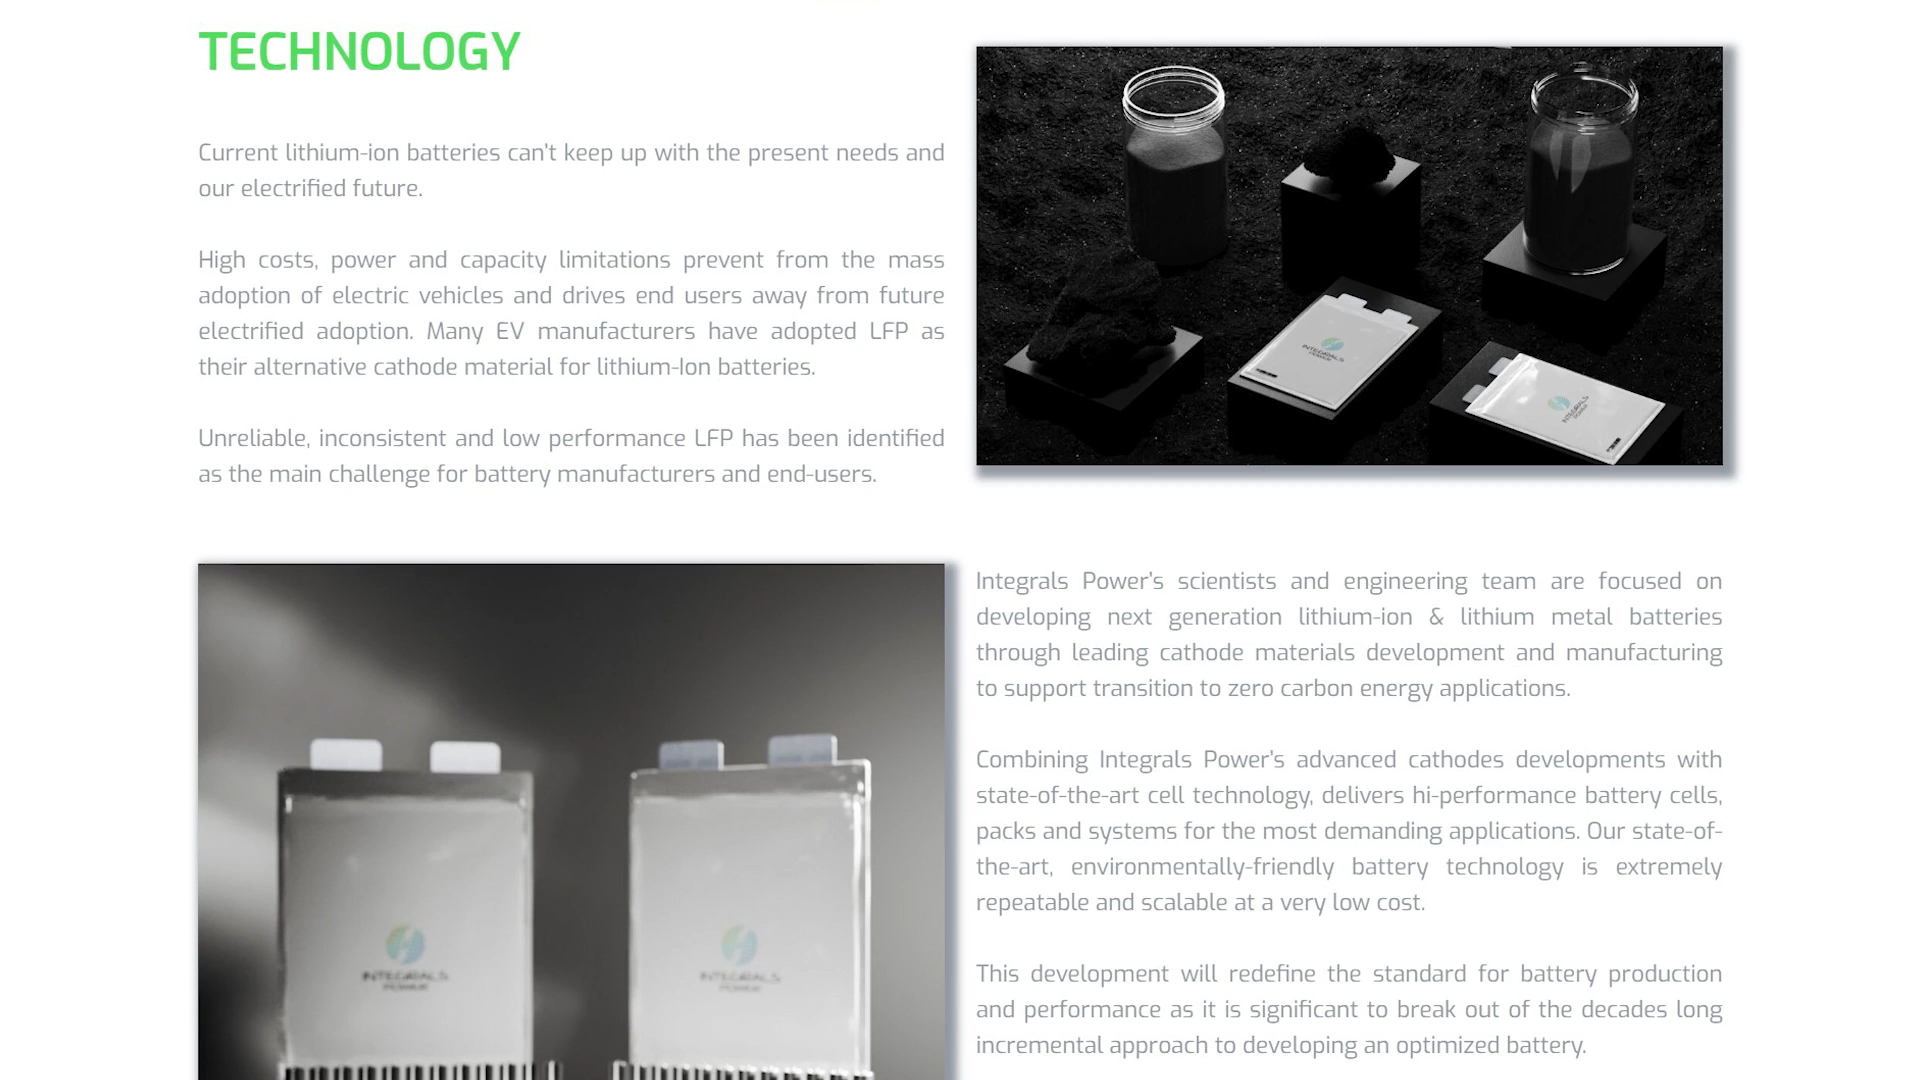 TECHNOLOGY
Current lithium-ion batteries can't keep up with the present needs and
our electrified future.
High costs, power and capacity limitations prevent from the mass
adoption of electric vehicles and drives end users away from future
electrified adoption. Many EV manufacturers have adopted LFP as
their alternative cathode material for lithium-Ion batteries.
Unreliable, inconsistent and low performance LFP has been identified
as the main challenge for battery manufacturers and end-users.
INTEGRALS
POWER
INTEGRALS
POWER
INTEGRALS
POWER
INTEGRALS
POWER
Integrals Power's scientists and engineering team are focused on
developing next generation lithium-ion & lithium metal batteries
through leading cathode materials development and manufacturing
to support transition to zero carbon energy applications.
Combining Integrals Power's advanced cathodes developments with
state-of-the-art cell technology, delivers hi-performance battery cells,
packs and systems for the most demanding applications. Our state-of-
the-art, environmentally-friendly battery technology is extremely
repeatable and scalable at a very low cost.
This development will redefine the standard for battery production
and performance as it is significant to break out of the decades long
incremental approach to developing an optimized battery.